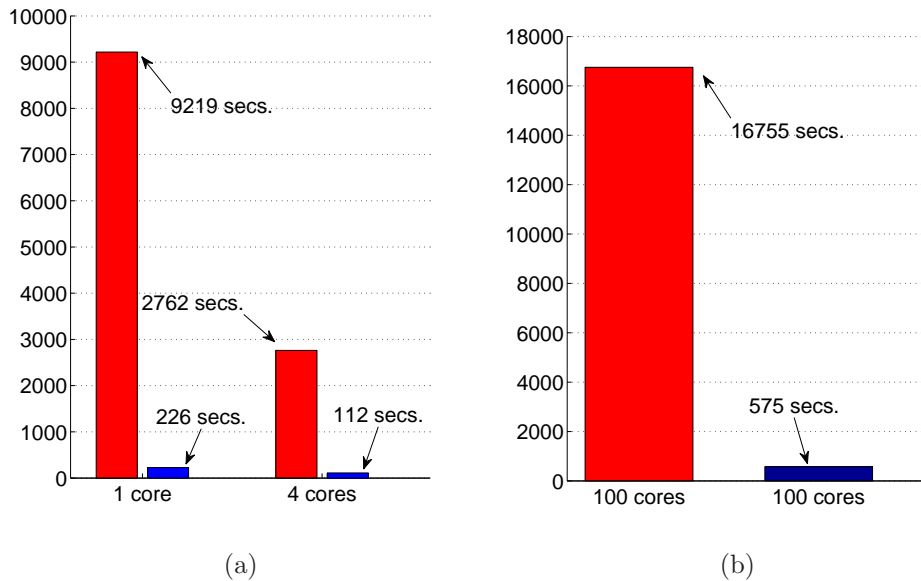 10000
9000
8000
7000
6000
5000
4000
3000
2000
1000
0
9219 secs.
2762 secs.
226 secs.
112 secs.
1 core
4 cores
(a)
18000
16000
14000
12000
10000
8000
6000
4000
2000
0
16755 secs.
575 secs.
100 cores
100 cores
(b)